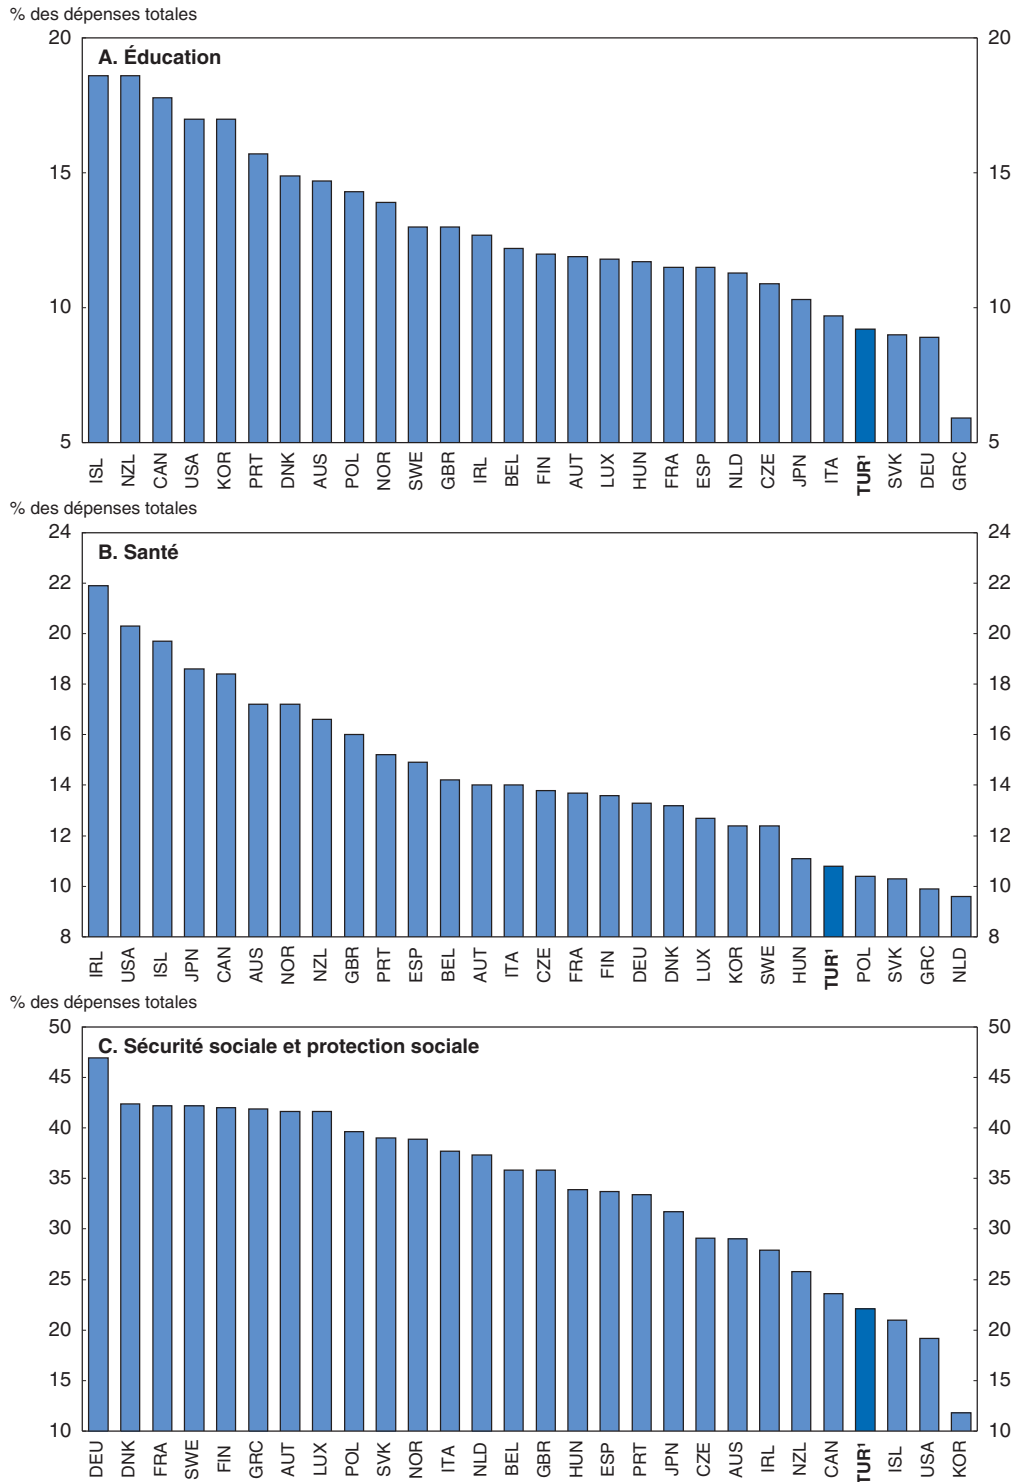 % des dépenses totales
20 20
A. Éducation
15 15
10 10
5 5
ISL NZL CAN USA KOR PRT DNK AUS POL NOR SWE GBR IRL BEL FIN AUT LUX HUN FRA ESP NLD CZE JPN ITA TUR¹ SVK DEU GRC
% des dépenses totales
24 24
B. Santé
22 22
20 20
18 18
16 16
14 14
12 12
10 10
8 8
IRL USA ISL JPN CAN AUS NOR NZL GBR PRT ESP BEL AUT ITA CZE FRA FIN DEU DNK LUX KOR SWE HUN TUR¹ POL SVK GRC NLD
% des dépenses totales
50 50
C. Sécurité sociale et protection sociale
45 45
40 40
35 35
30 30
25 25
20 20
15 15
10 10
DEU DNK FRA SWE FIN GRC AUT LUX POL SVK NOR ITA NLD BEL GBR HUN ESP PRT JPN CZE AUS IRL NZL CAN TUR¹ ISL USA KOR